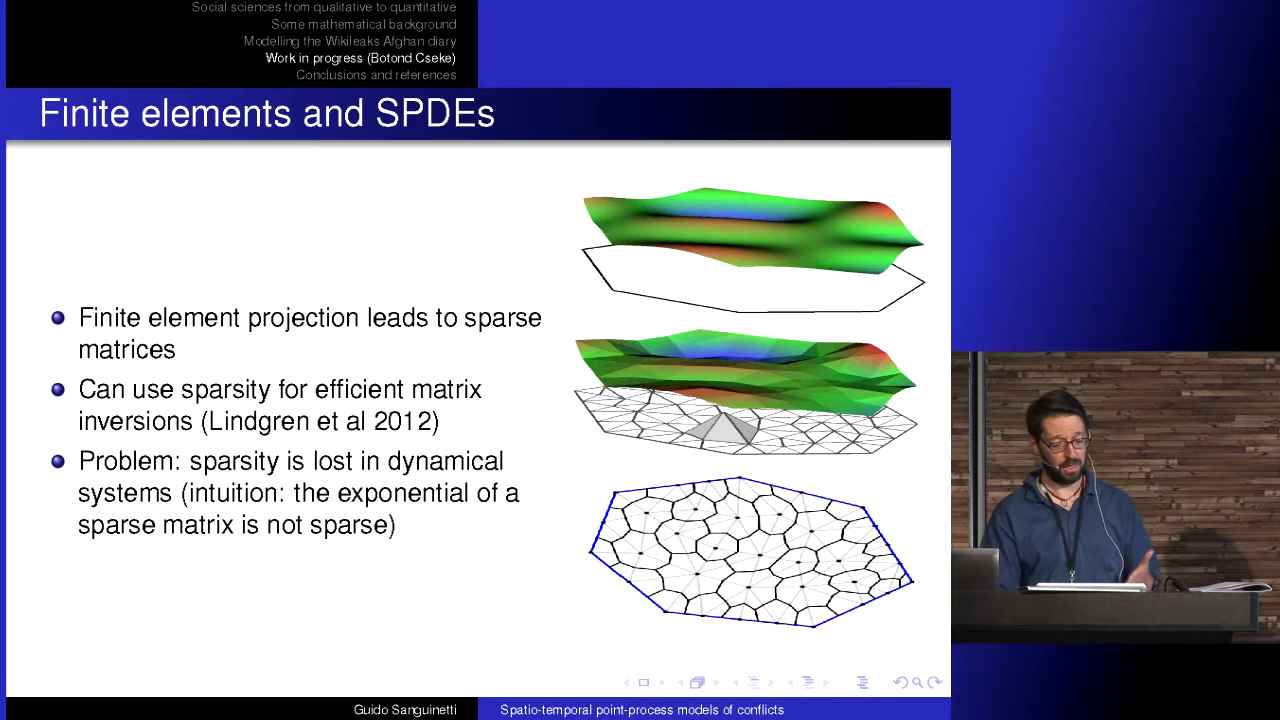 Social sciences from qualitative to quantitative
Some mathematical background
Modelling the Wikileaks Afghan diary
Work in progress (Botond Cseke)
Conclusions and references
Finite elements and SPDEs
Finite element projection leads to sparse
matrices
Can use sparsity for efficient matrix
inversions (Lindgren et al 2012)
Problem: sparsity is lost in dynamical
systems (intuition: the exponential of a
sparse matrix is not sparse)
Guido Sanguinetti
Spatio-temporal point-process models of conflicts